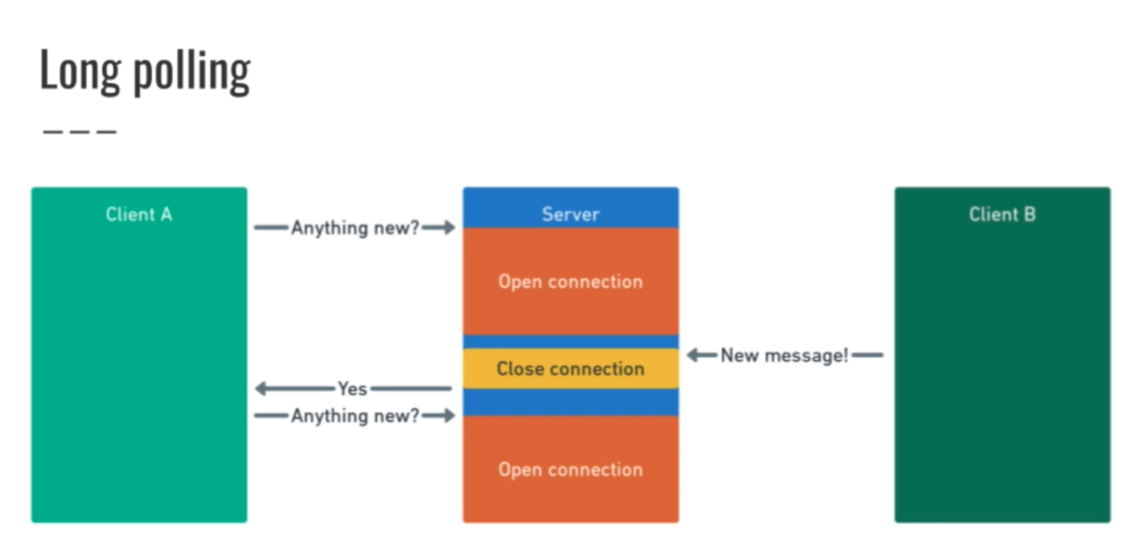 Long polling
Client A
Server
Client B
Anything new?
Open connection
New message!
Close connection
Yes
Anything new?
Open connection